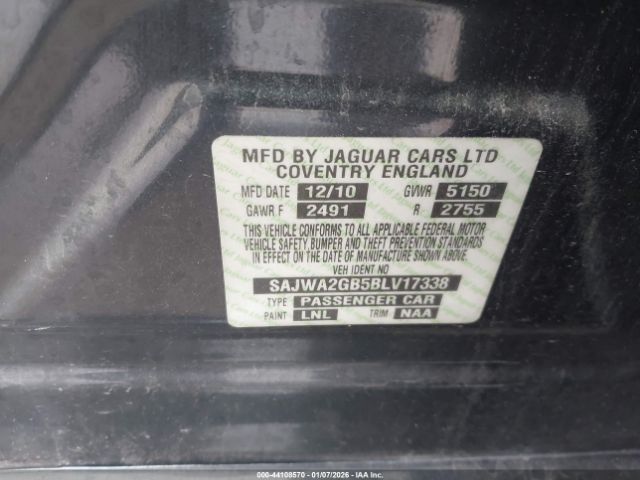 MFD BY JAGUAR CARS LTD
COVENTRY ENGLAND
MFD DATE 12/10 GVWR 5150
GAWR F 2491 R 2755
THIS VEHICLE CONFORMS TO ALL APPLICABLE FEDERAL MOTOR
VEHICLE SAFETY, BUMPER AND THEFT PREVENTION STANDARDS
IN EFFECT ON THE DATE OF MANUFACTURE SHOWN ABOVE.
VEH IDENT NO
SAJWA2GB5BLV17338
TYPE PASSENGER CAR
PAINT LNL TRIM NAA
000-44108570 - 01/07/2026 - IAA Inc.